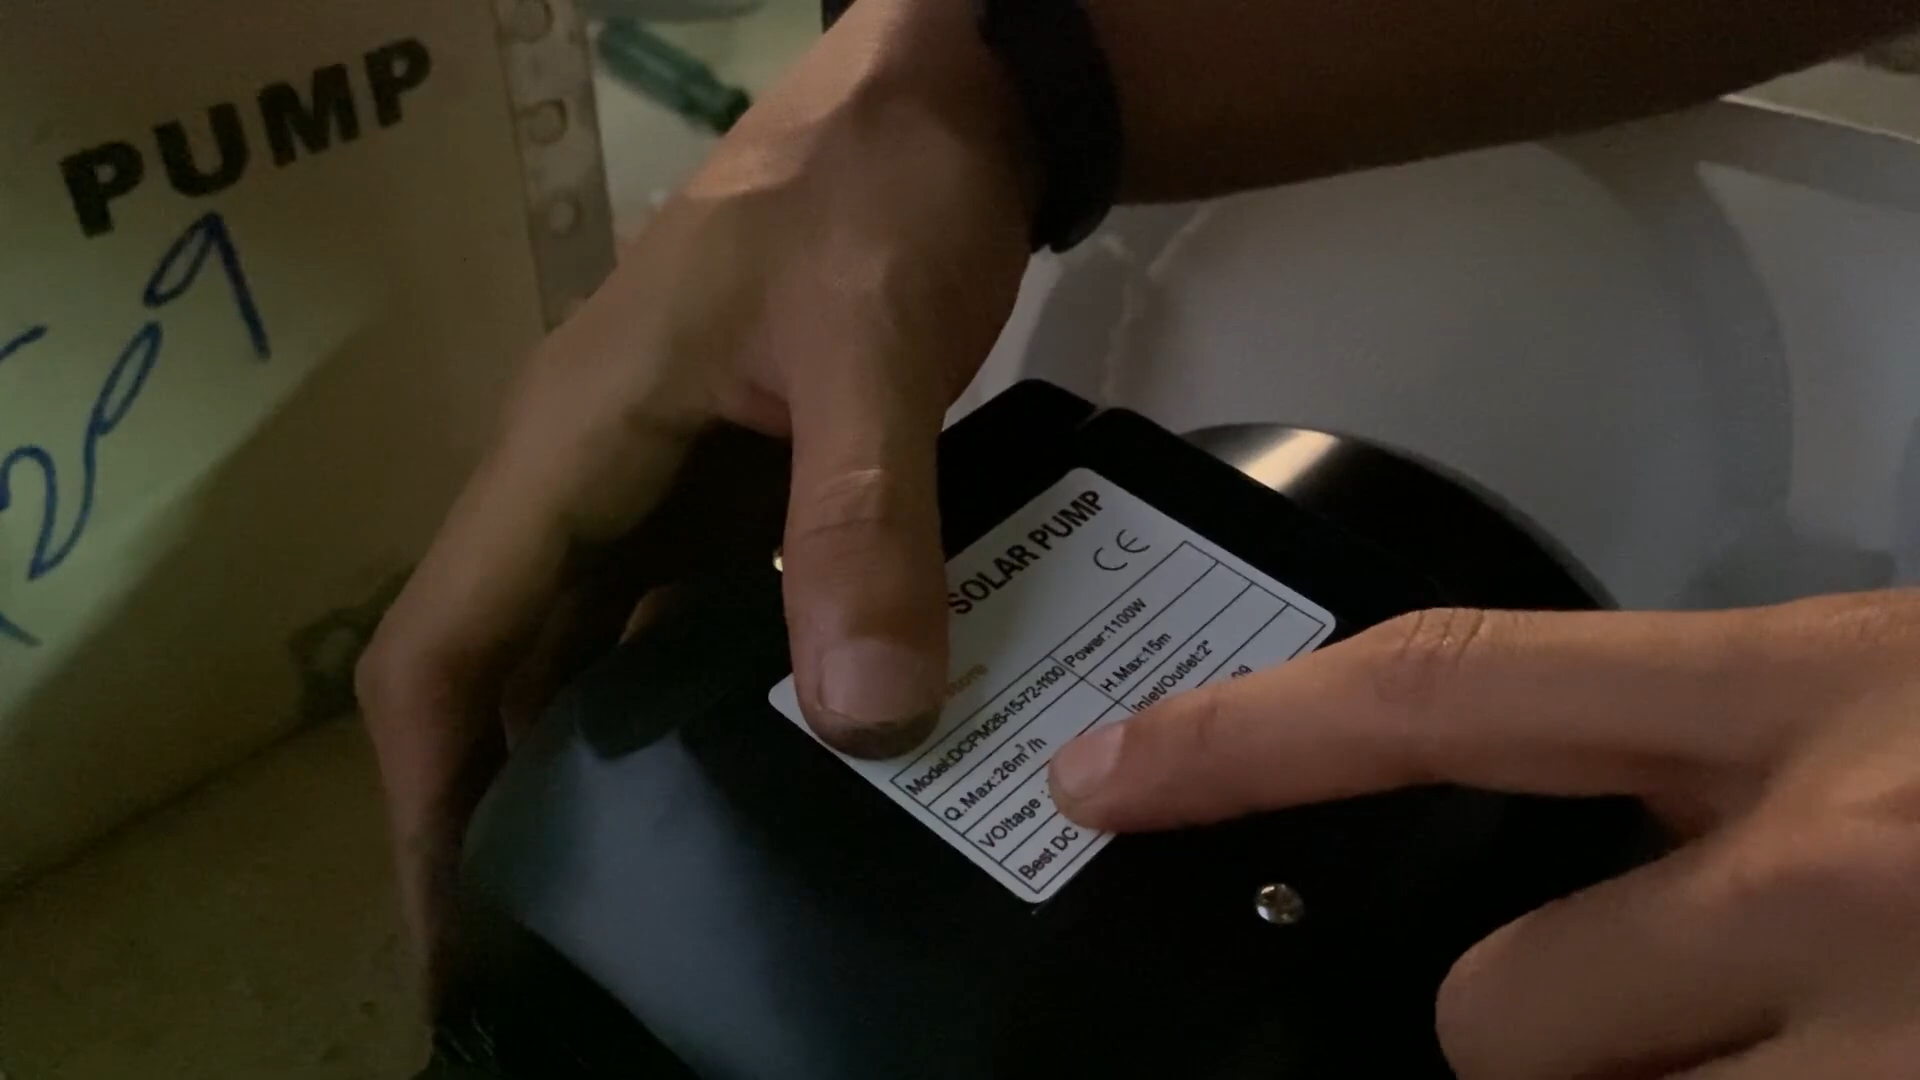 PUMP
209
SOLAR PUMP
CE
Model:DCPM26-15-72-1100 Power:1100W
Q.Max:26m³/h H.Max:15m
VOltage : Inlet/Outlet:2"
Best DC